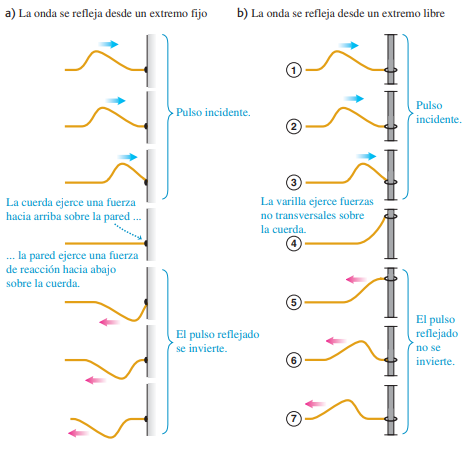 a) La onda se refleja desde un extremo fijo
Pulso incidente.
La cuerda ejerce una fuerza
hacia arriba sobre la pared ...
... la pared ejerce una fuerza
de reacción hacia abajo
sobre la cuerda.
El pulso reflejado
se invierte.
b) La onda se refleja desde un extremo libre
1
2
3
Pulso
incidente.
La varilla ejerce fuerzas
no transversales sobre
la cuerda.
4
5
6
7
El pulso
reflejado
no se
invierte.